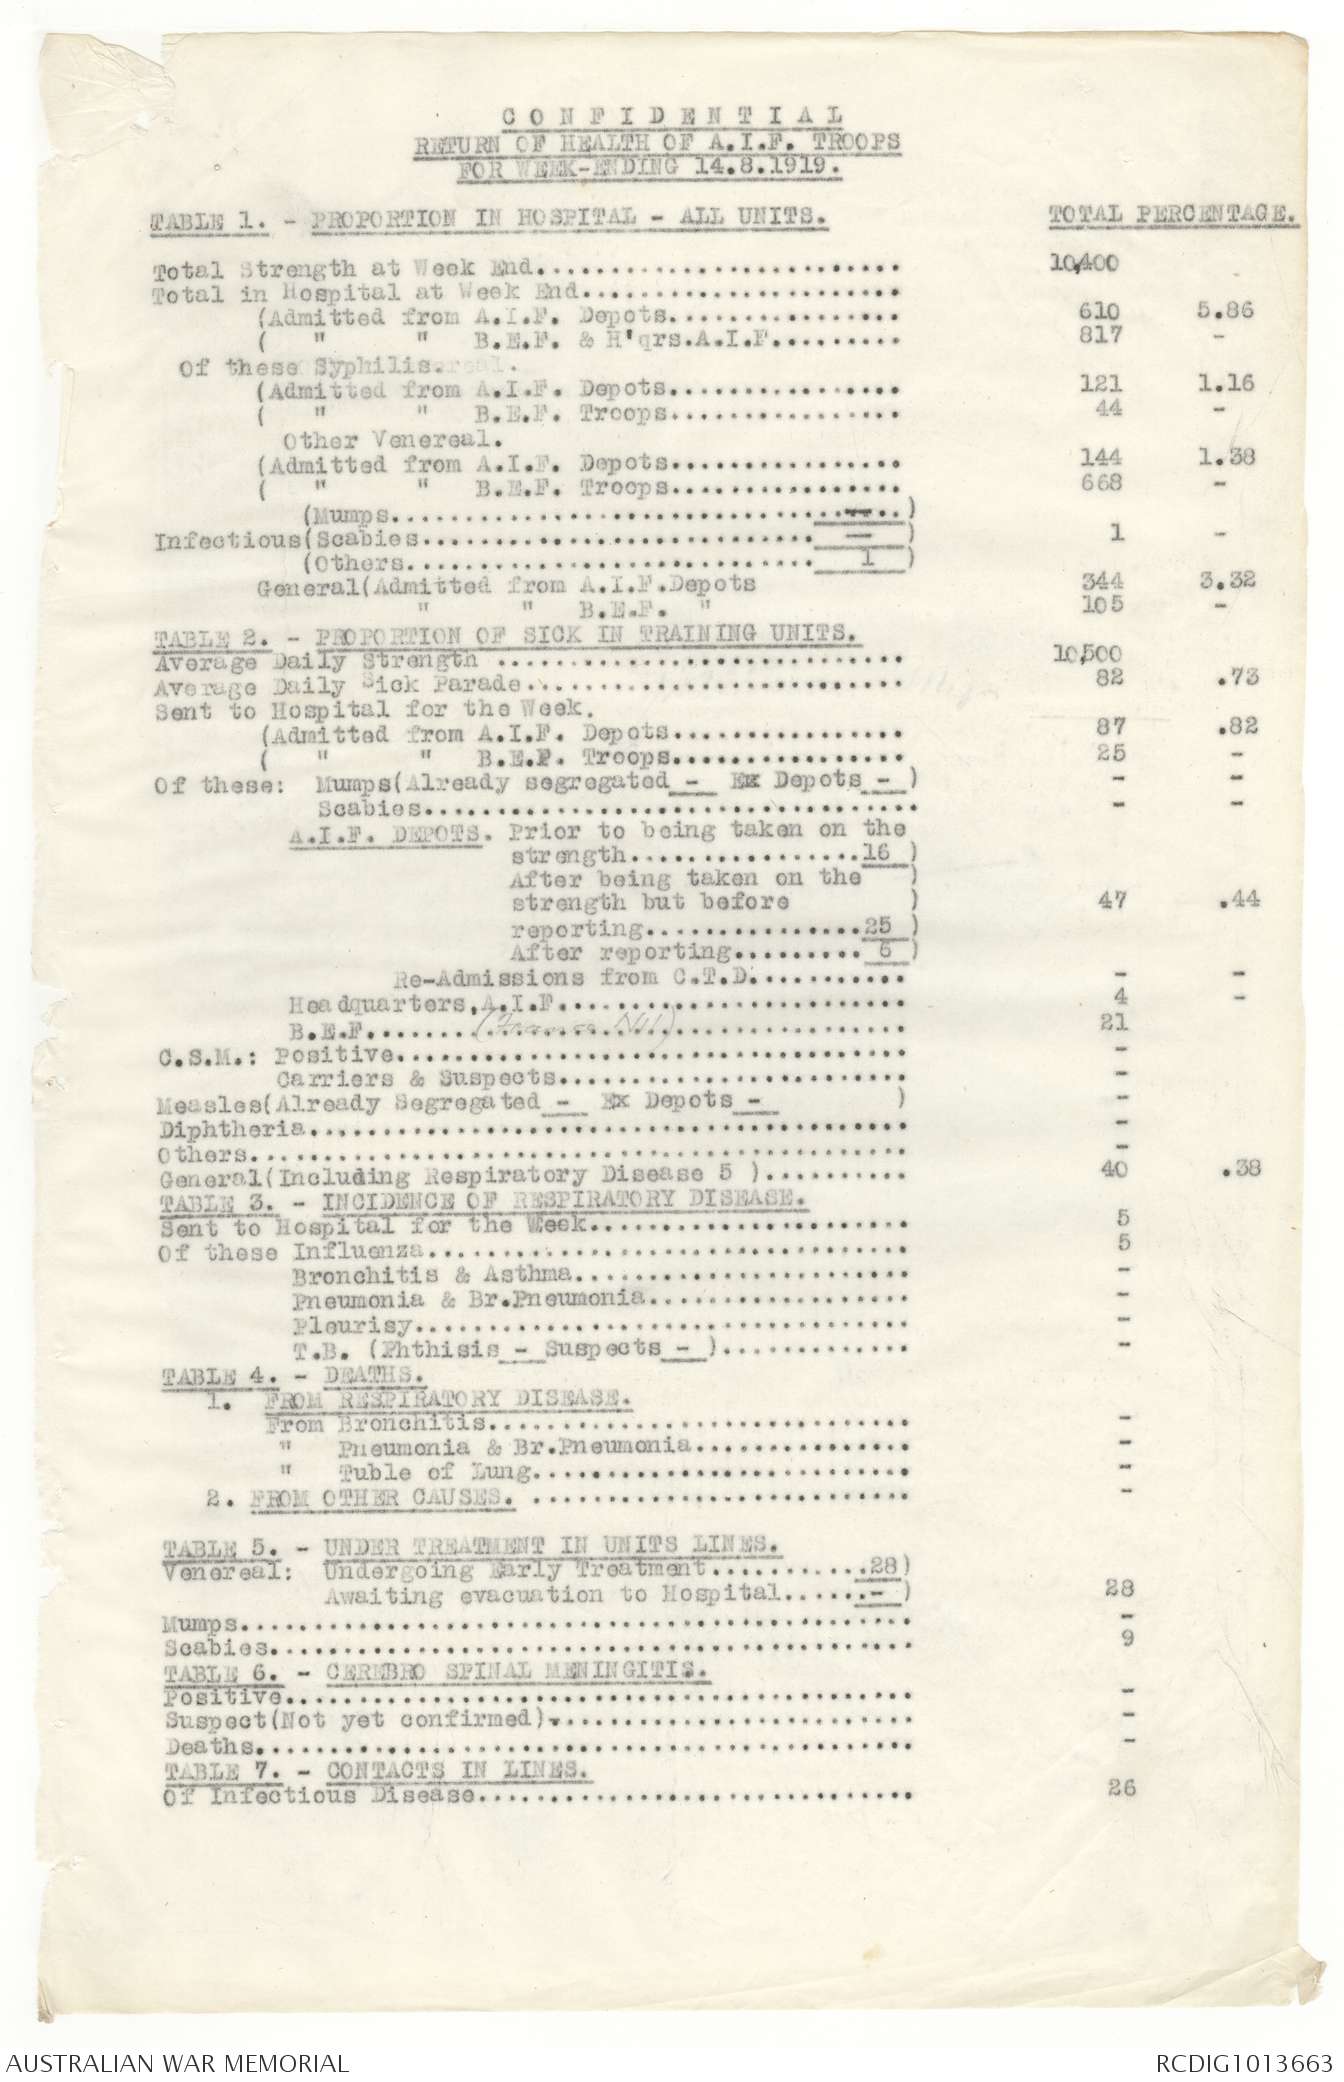 C O N F I D E N T I A L
RETURN OF HEALTH OF A.I.F. TROOPS
FOR WEEK-ENDING 14.8.1919.
TABLE 1. - PROPORTION IN HOSPITAL - ALL UNITS. TOTAL PERCENTAGE.
Total Strength at Week End......................... 10,400
Total in Hospital at Week End......................
(Admitted from A.I.F. Depots................ 610 5.86
( " " B.E.F. & H'qrs.A.I.F......... 817 -
Of these Syphilis.
(Admitted from A.I.F. Depots................ 121 1.16
( " " B.E.F. Troops................ 44 -
Other Venereal.
(Admitted from A.I.F. Depots................ 144 1.38
( " " B.E.F. Troops................ 668 -
(Mumps............................... - )
Infectious(Scabies............................ - ) 1 -
(Others............................. 1 )
General(Admitted from A.I.F.Depots 344 3.32
" " B.E.F. " 105 -
TABLE 2. - PROPORTION OF SICK IN TRAINING UNITS.
Average Daily Strength ............................ 10,500
Average Daily Sick Parade.......................... 82 .73
Sent to Hospital for the Week.
(Admitted from A.I.F. Depots................ 87 .82
( " " B.E.F. Troops................ 25 -
Of these: Mumps(Already segregated - Ex Depots - ) - -
Scabies.................................. - -
A.I.F. DEPOTS. Prior to being taken on the
strength................16 )
After being taken on the )
strength but before ) 47 .44
reporting...............25 )
After reporting......... 6 )
Re-Admissions from C.T.D........... - -
Headquarters,A.I.F........................ 4 -
B.E.F........(France Nil)................ 21
C.S.M.: Positive................................... -
Carriers & Suspects........................ -
Measles(Already Segregated - Ex Depots - ) -
Diphtheria......................................... -
Others............................................. -
General(Including Respiratory Disease 5 ).......... 40 .38
TABLE 3. - INCIDENCE OF RESPIRATORY DISEASE.
Sent to Hospital for the Week...................... 5
Of these Influenza................................. 5
Bronchitis & Asthma....................... -
Pneumonia & Br.Pneumonia.................. -
Pleurisy.................................. -
T.B. (Phthisis - Suspects - )............. -
TABLE 4. - DEATHS.
1. FROM RESPIRATORY DISEASE.
From Bronchitis............................. -
" Pneumonia & Br.Pneumonia............... -
" Tuble of Lung.......................... -
2. FROM OTHER CAUSES. .......................... -
TABLE 5. - UNDER TREATMENT IN UNITS LINES.
Venereal: Undergoing Early Treatment...........28)
Awaiting evacuation to Hospital......- ) 28
Mumps.............................................. -
Scabies............................................ 9
TABLE 6. - CEREBRO SPINAL MENINGITIS.
Positive........................................... -
Suspect(Not yet confirmed)......................... -
Deaths............................................. -
TABLE 7. - CONTACTS IN LINES.
Of Infectious Disease.............................. 26
AUSTRALIAN WAR MEMORIAL RCDIG1013663